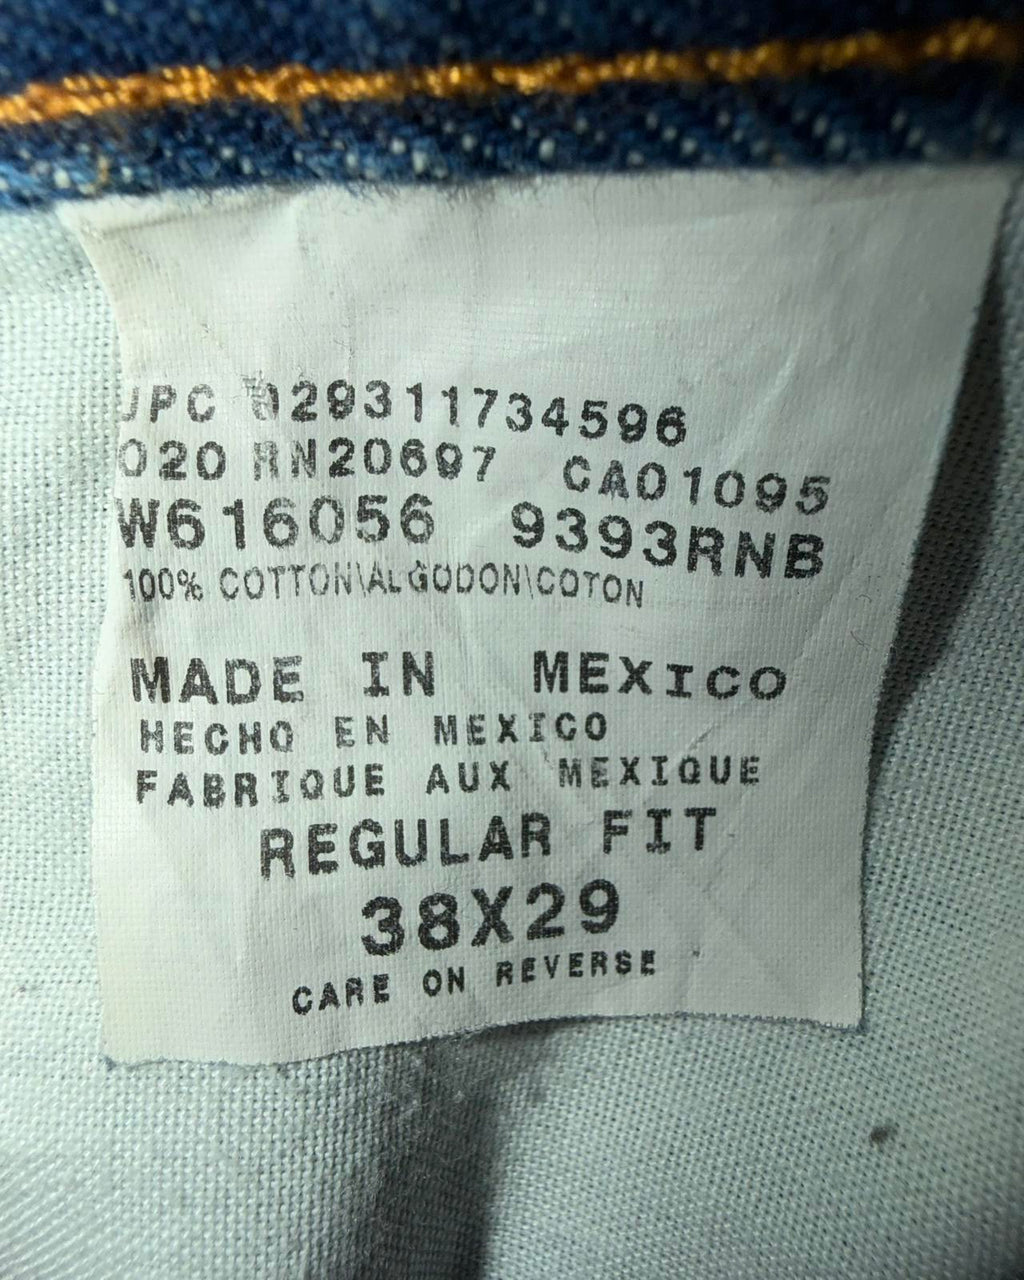 UPC 029311734596
020 RN20697 CA01095
W616056 9393RNB
100% COTTON\ALGODON\COTON
MADE IN MEXICO
HECHO EN MEXICO
FABRIQUE AUX MEXIQUE
REGULAR FIT
38X29
CARE ON REVERSE